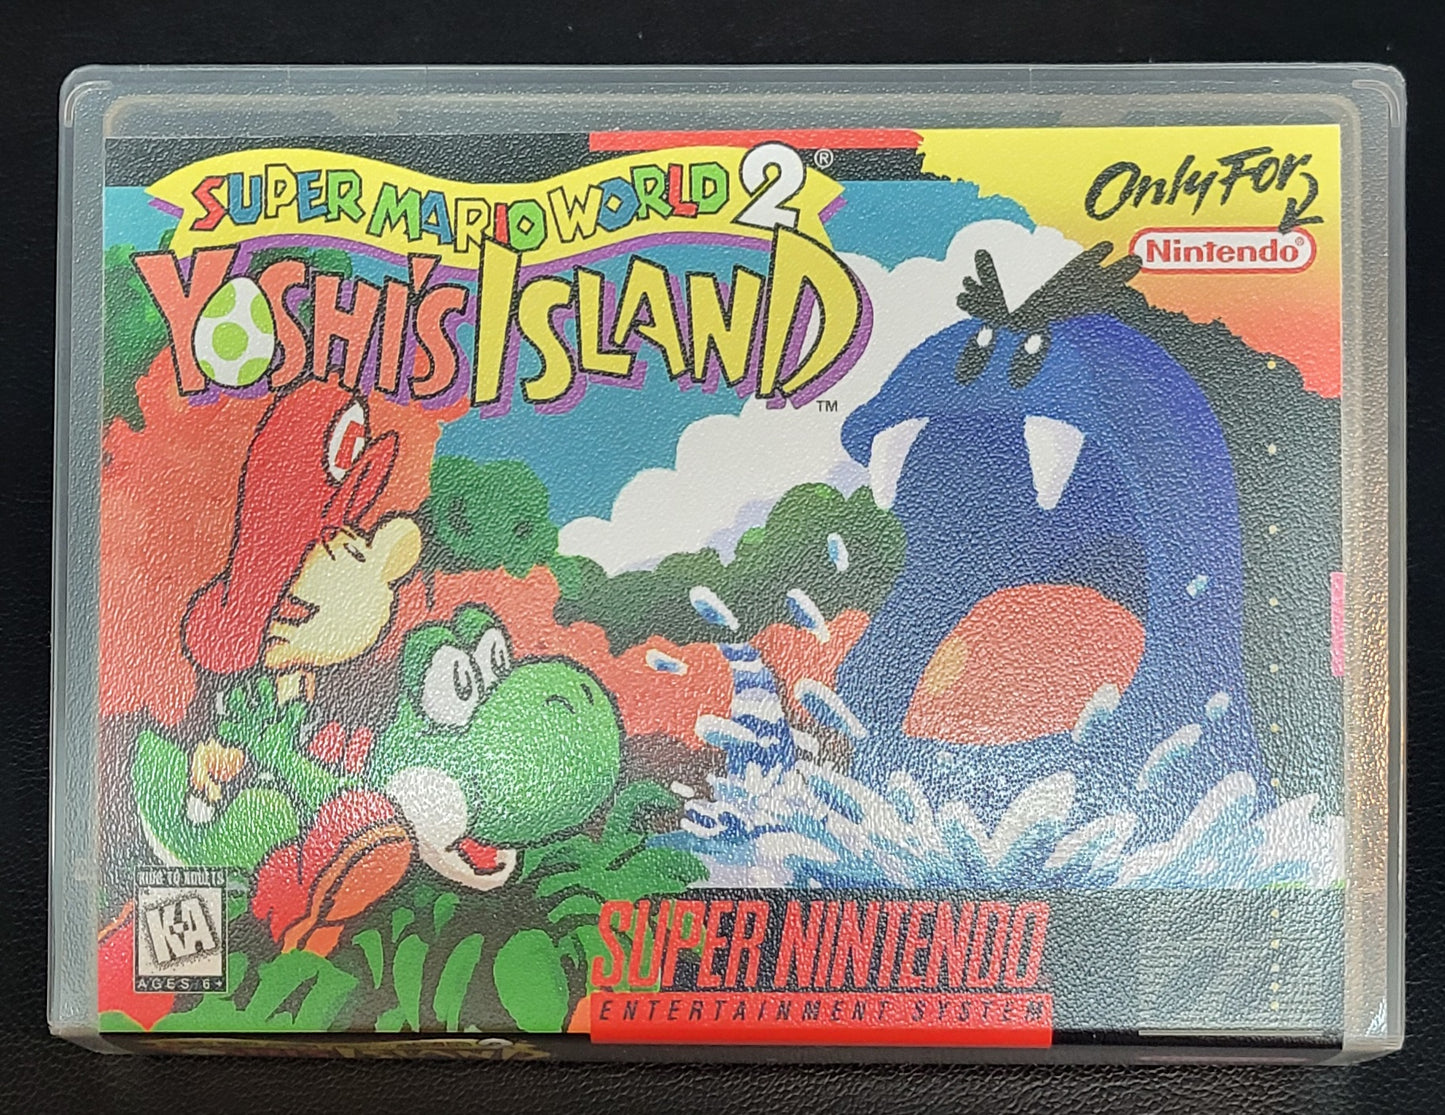 SUPER MARIO WORLD 2®
YOSHI'S ISLAND
TM
Only For
Nintendo®
KIDS TO ADULTS
K-A
AGES 6+
SUPER NINTENDO
ENTERTAINMENT SYSTEM